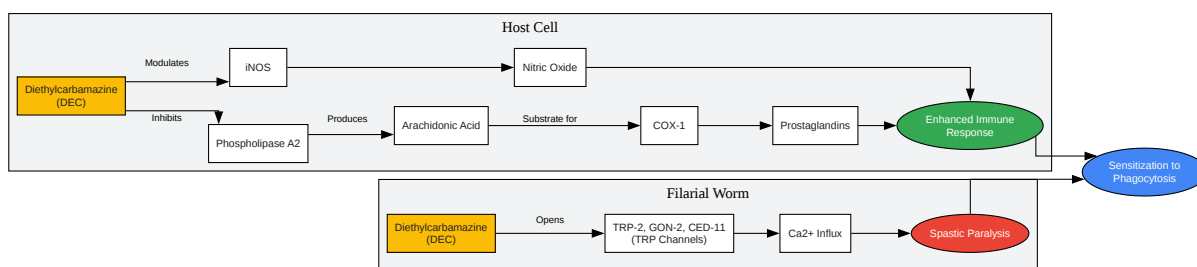 Host Cell
Diethylcarbamazine
(DEC)
Modulates
iNOS
Nitric Oxide
Inhibits
Phospholipase A2
Produces
Arachidonic Acid
Substrate for
COX-1
Prostaglandins
Enhanced Immune
Response
Sensitization to
Phagocytosis
Filarial Worm
Diethylcarbamazine
(DEC)
Opens
TRP-2, GON-2, CED-11
(TRP Channels)
Ca2+ Influx
Spastic Paralysis